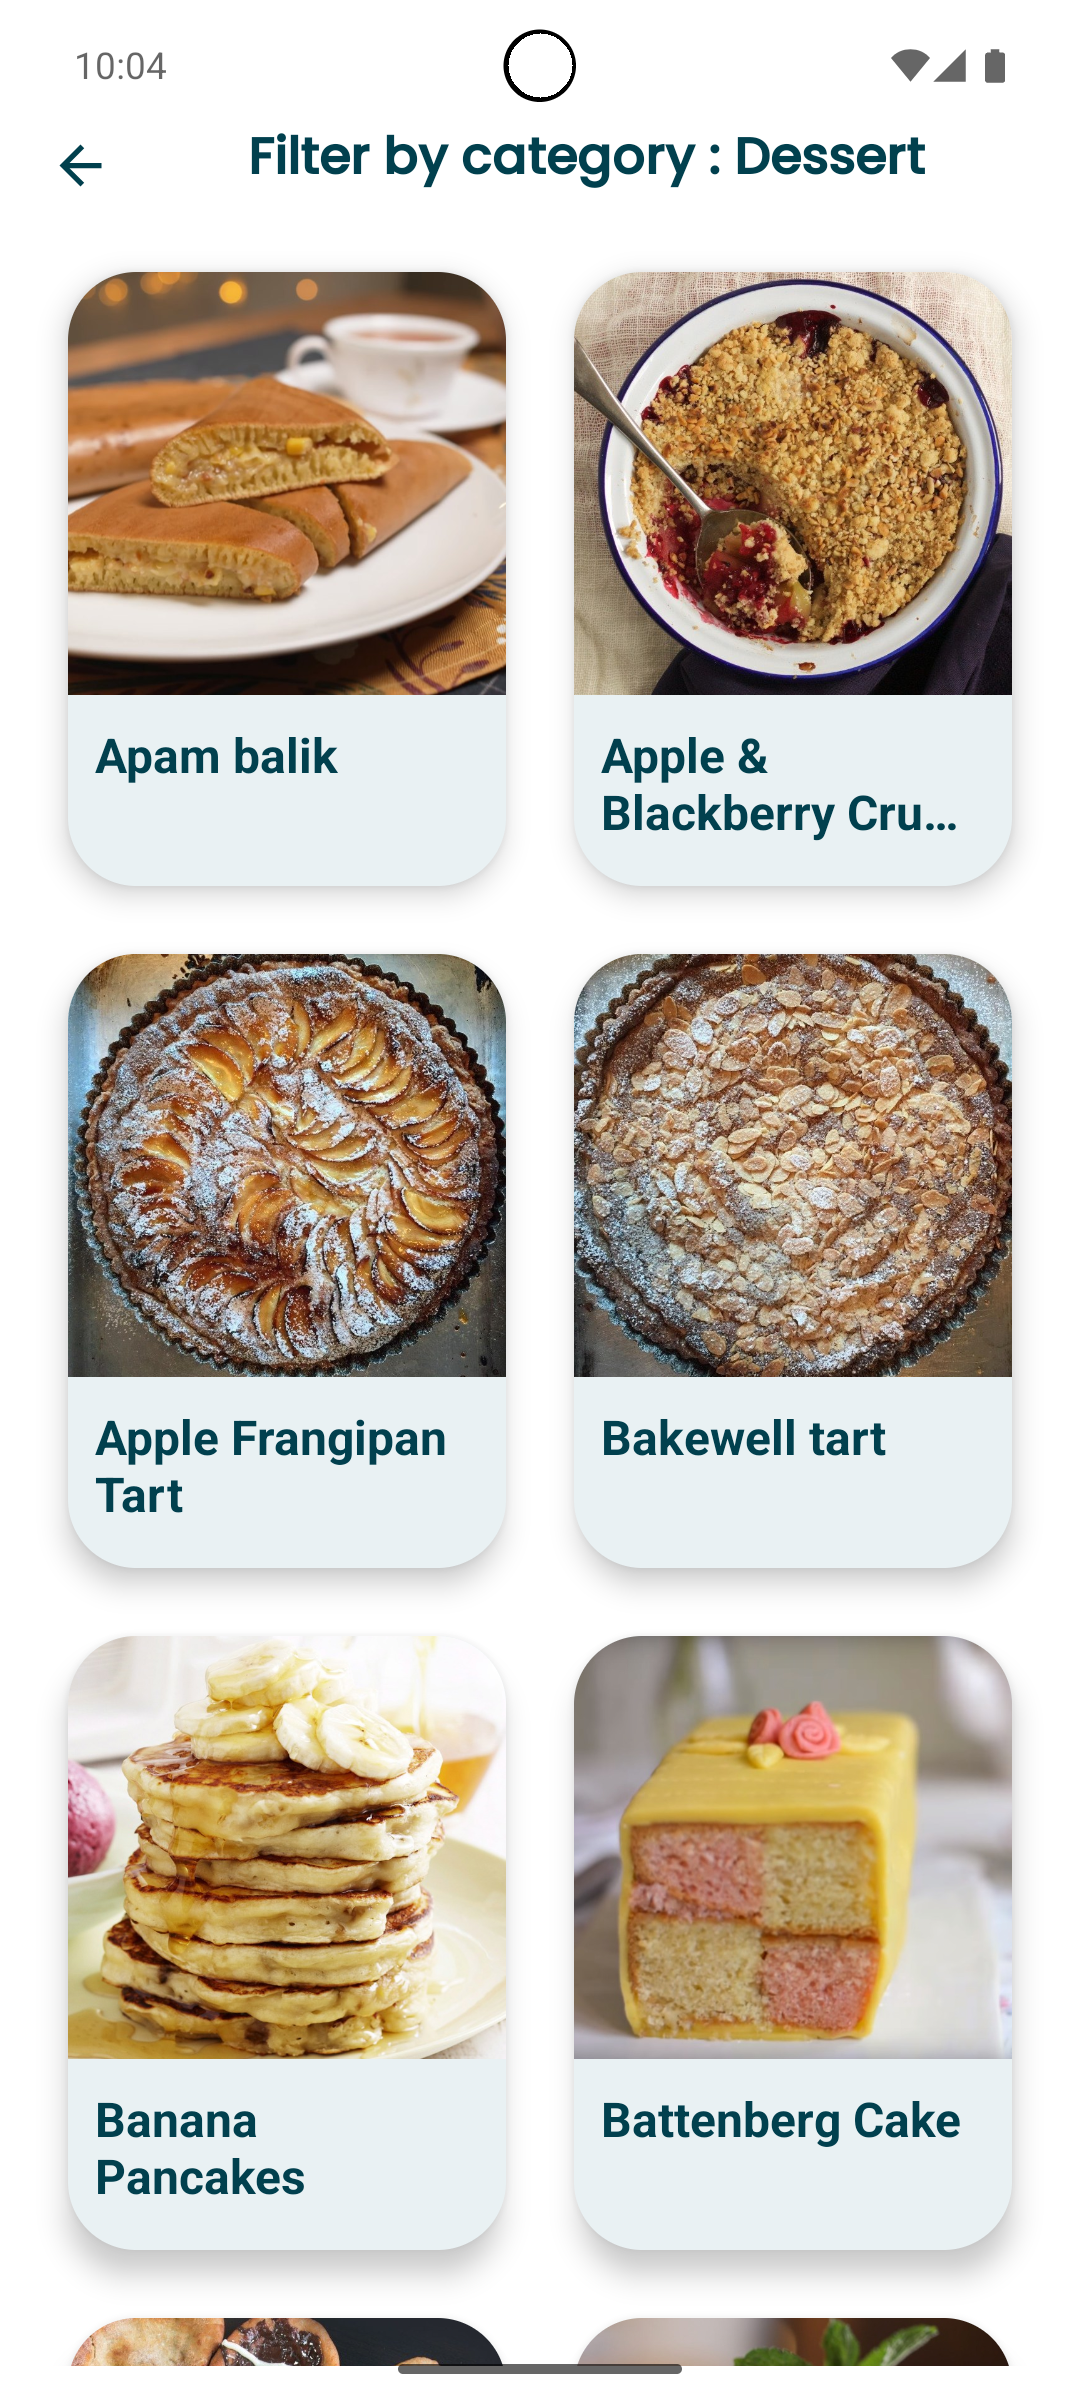 10:04
Filter by category : Dessert
Apam balik
Apple &
Blackberry Cru...
Apple Frangipan
Tart
Bakewell tart
Banana
Pancakes
Battenberg Cake